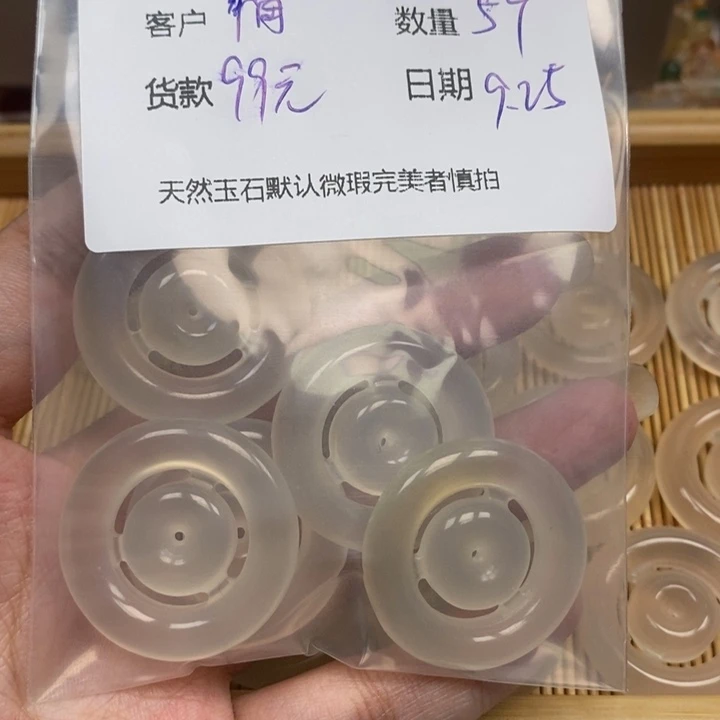 客户 数量 5个
货款 99元 日期 9.25
天然玉石默认微瑕完美者慎拍